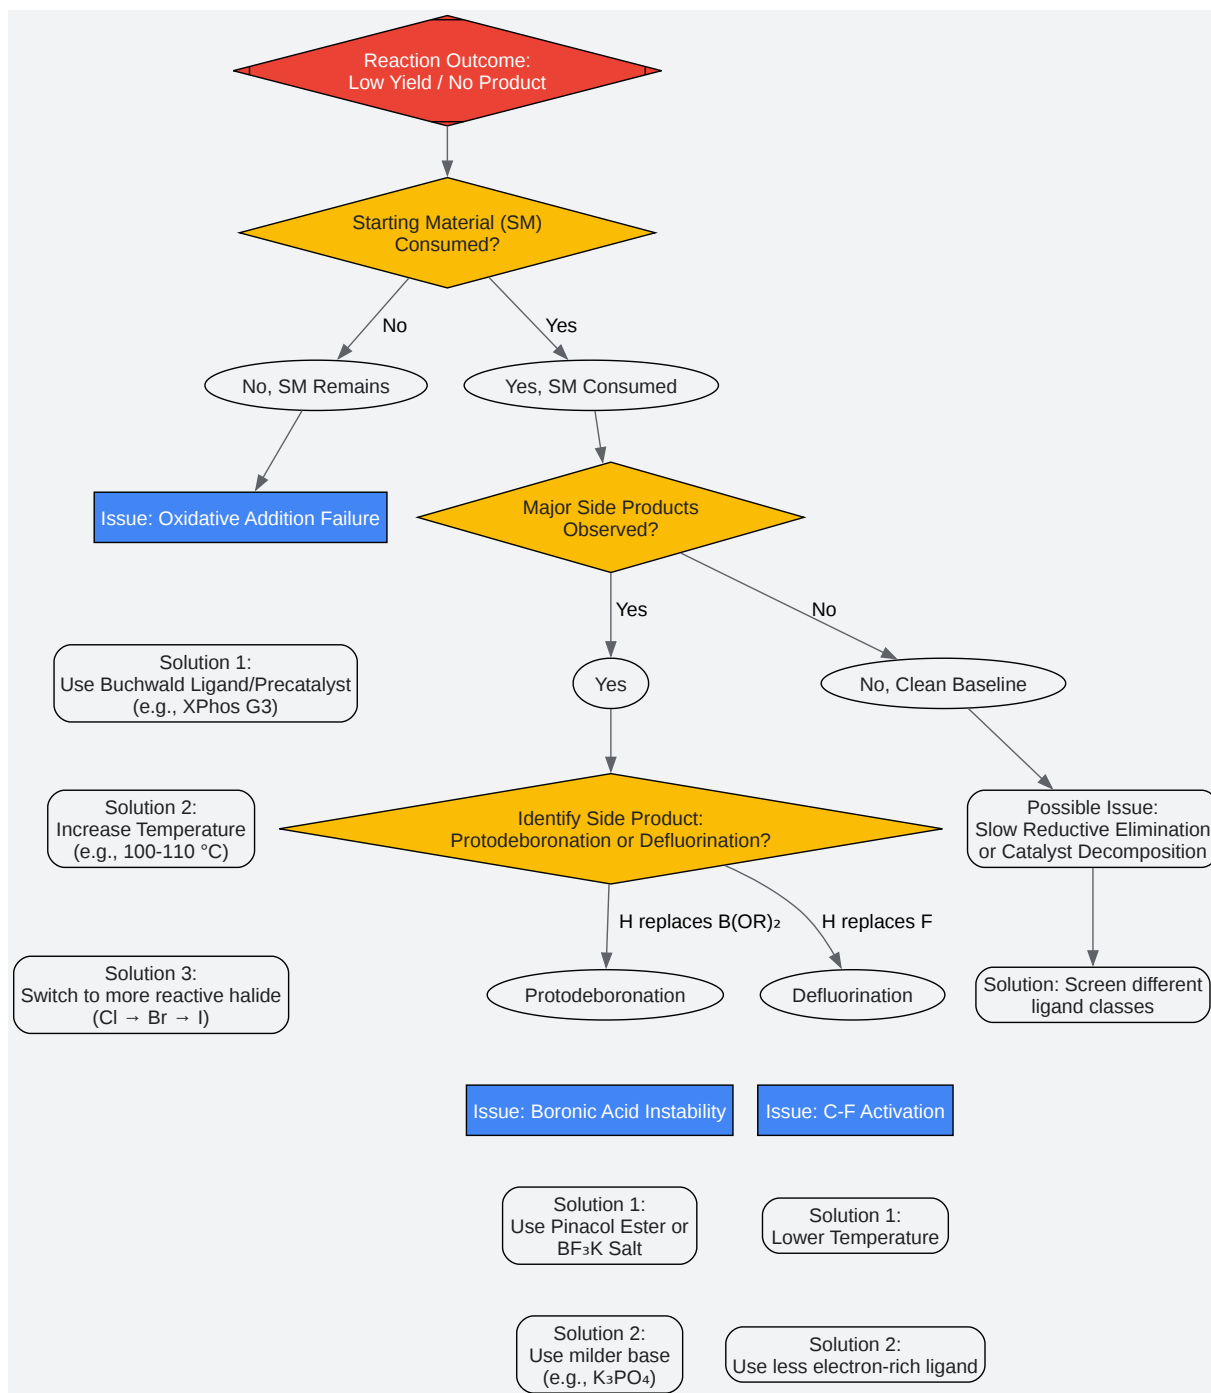 Reaction Outcome:
Low Yield / No Product
Starting Material (SM)
Consumed?
No
Yes
No, SM Remains
Yes, SM Consumed
Issue: Oxidative Addition Failure
Major Side Products
Observed?
Yes
No
Solution 1:
Use Buchwald Ligand/Precatalyst
(e.g., XPhos G3)
Yes
No, Clean Baseline
Solution 2:
Increase Temperature
(e.g., 100-110 °C)
Identify Side Product:
Protodeboronation or Defluorination?
Possible Issue:
Slow Reductive Elimination
or Catalyst Decomposition
H replaces B(OR)₂
H replaces F
Solution 3:
Switch to more reactive halide
(Cl → Br → I)
Protodeboronation
Defluorination
Solution: Screen different
ligand classes
Issue: Boronic Acid Instability
Issue: C-F Activation
Solution 1:
Use Pinacol Ester or
BF₃K Salt
Solution 1:
Lower Temperature
Solution 2:
Use milder base
(e.g., K₃PO₄)
Solution 2:
Use less electron-rich ligand